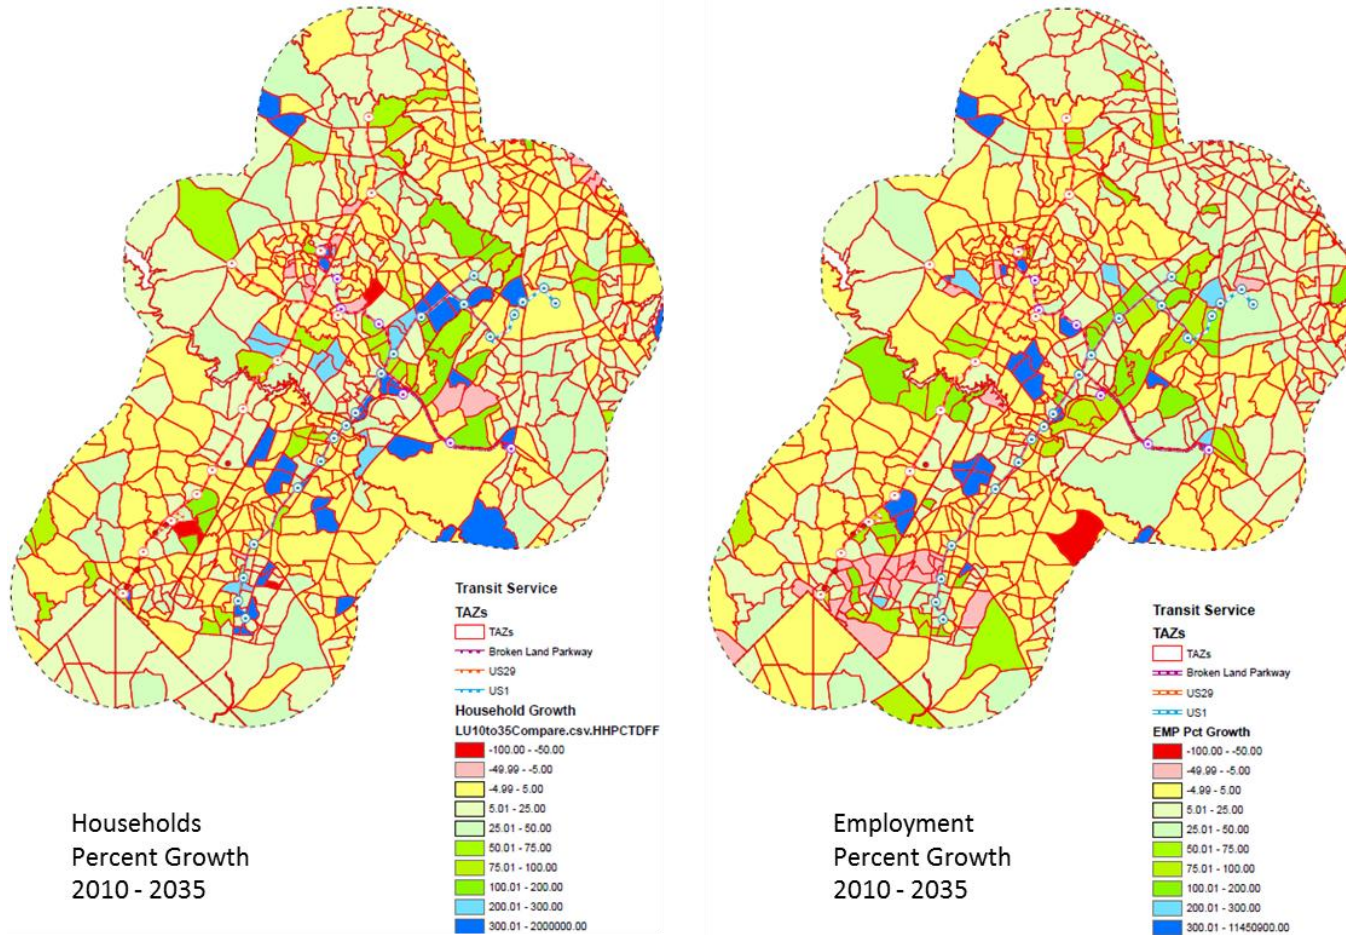 Transit Service
TAZs
TAZs
Broken Land Parkway
US29
US1
Household Growth
LU10to35Compare.csv.HHPCTDFF
-100.00 - -50.00
-49.99 - -5.00
-4.99 - 5.00
5.01 - 25.00
25.01 - 50.00
50.01 - 75.00
75.01 - 100.00
100.01 - 200.00
200.01 - 300.00
300.01 - 2000000.00
Households
Percent Growth
2010 - 2035
Transit Service
TAZs
TAZs
Broken Land Parkway
US29
US1
EMP Pct Growth
-100.00 - -50.00
-49.99 - -5.00
-4.99 - 5.00
5.01 - 25.00
25.01 - 50.00
50.01 - 75.00
75.01 - 100.00
100.01 - 200.00
200.01 - 300.00
300.01 - 11450900.00
Employment
Percent Growth
2010 - 2035